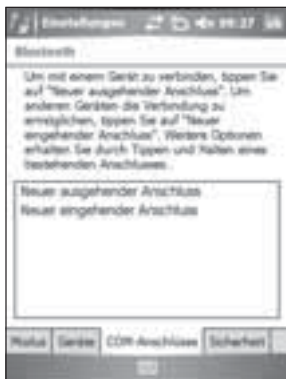 Einstellungen 09:37
Bluetooth
Um mit einem Gerät zu verbinden, tippen Sie
auf "Neuer ausgehender Anschluss". Um
anderen Geräten die Verbindung zu
ermöglichen, tippen Sie auf "Neuer
eingehender Anschluss". Weitere Optionen
erhalten Sie durch Tippen und Halten eines
bestehenden Anschlusses.
Neuer ausgehender Anschluss
Neuer eingehender Anschluss
Modus Geräte COM-Anschlüsse Sicherheit